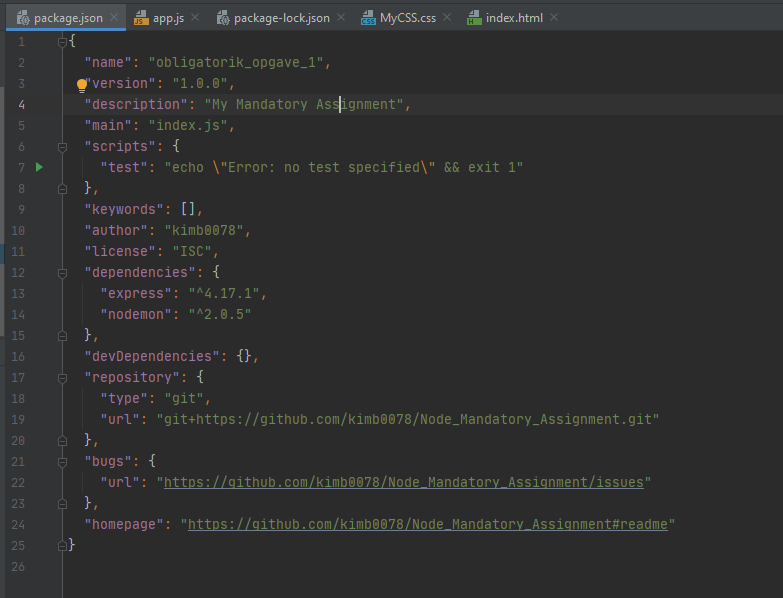 package.json app.js package-lock.json MyCSS.css index.html
1 {
2 "name": "obligatorik_opgave_1",
3 "version": "1.0.0",
4 "description": "My Mandatory Assignment",
5 "main": "index.js",
6 "scripts": {
7 "test": "echo \"Error: no test specified\" && exit 1"
8 },
9 "keywords": [],
10 "author": "kimb0078",
11 "license": "ISC",
12 "dependencies": {
13 "express": "^4.17.1",
14 "nodemon": "^2.0.5"
15 },
16 "devDependencies": {},
17 "repository": {
18 "type": "git",
19 "url": "git+https://github.com/kimb0078/Node_Mandatory_Assignment.git"
20 },
21 "bugs": {
22 "url": "https://github.com/kimb0078/Node_Mandatory_Assignment/issues"
23 },
24 "homepage": "https://github.com/kimb0078/Node_Mandatory_Assignment#readme"
25 }
26